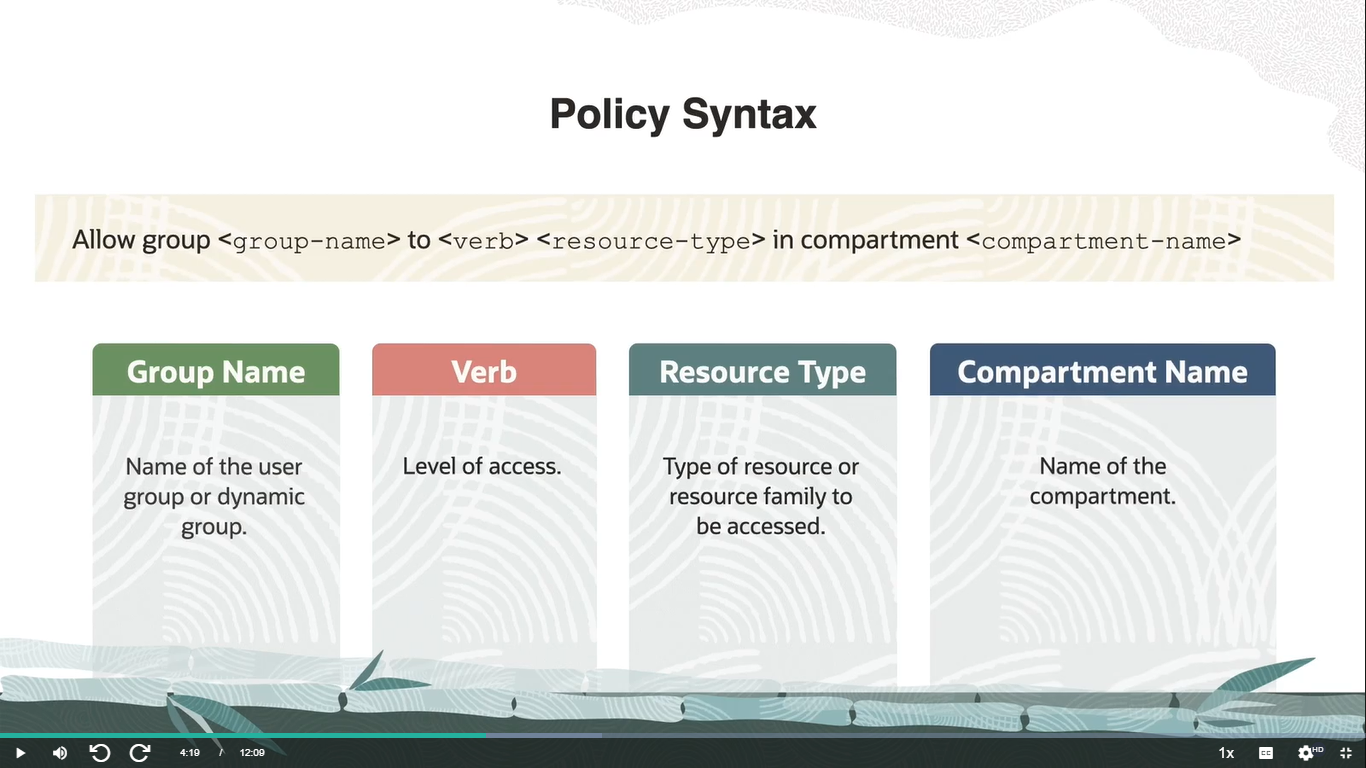 Policy Syntax
Allow group <group-name> to <verb> <resource-type> in compartment <compartment-name>
Group Name
Name of the user
group or dynamic
group.
Verb
Level of access.
Resource Type
Type of resource or
resource family to
be accessed.
Compartment Name
Name of the
compartment.
4:19 / 12:09
1x
CC
HD